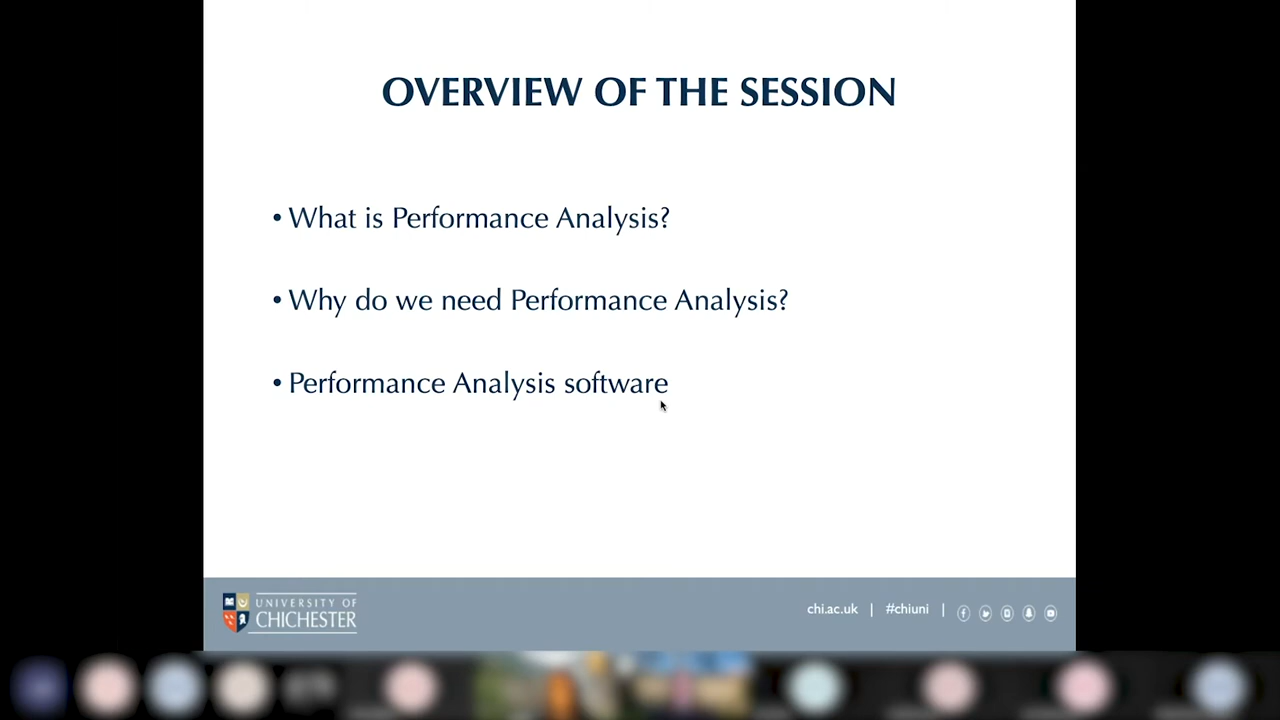 OVERVIEW OF THE SESSION
• What is Performance Analysis?
• Why do we need Performance Analysis?
• Performance Analysis software
UNIVERSITY OF
CHICHESTER
chi.ac.uk | #chiuni |